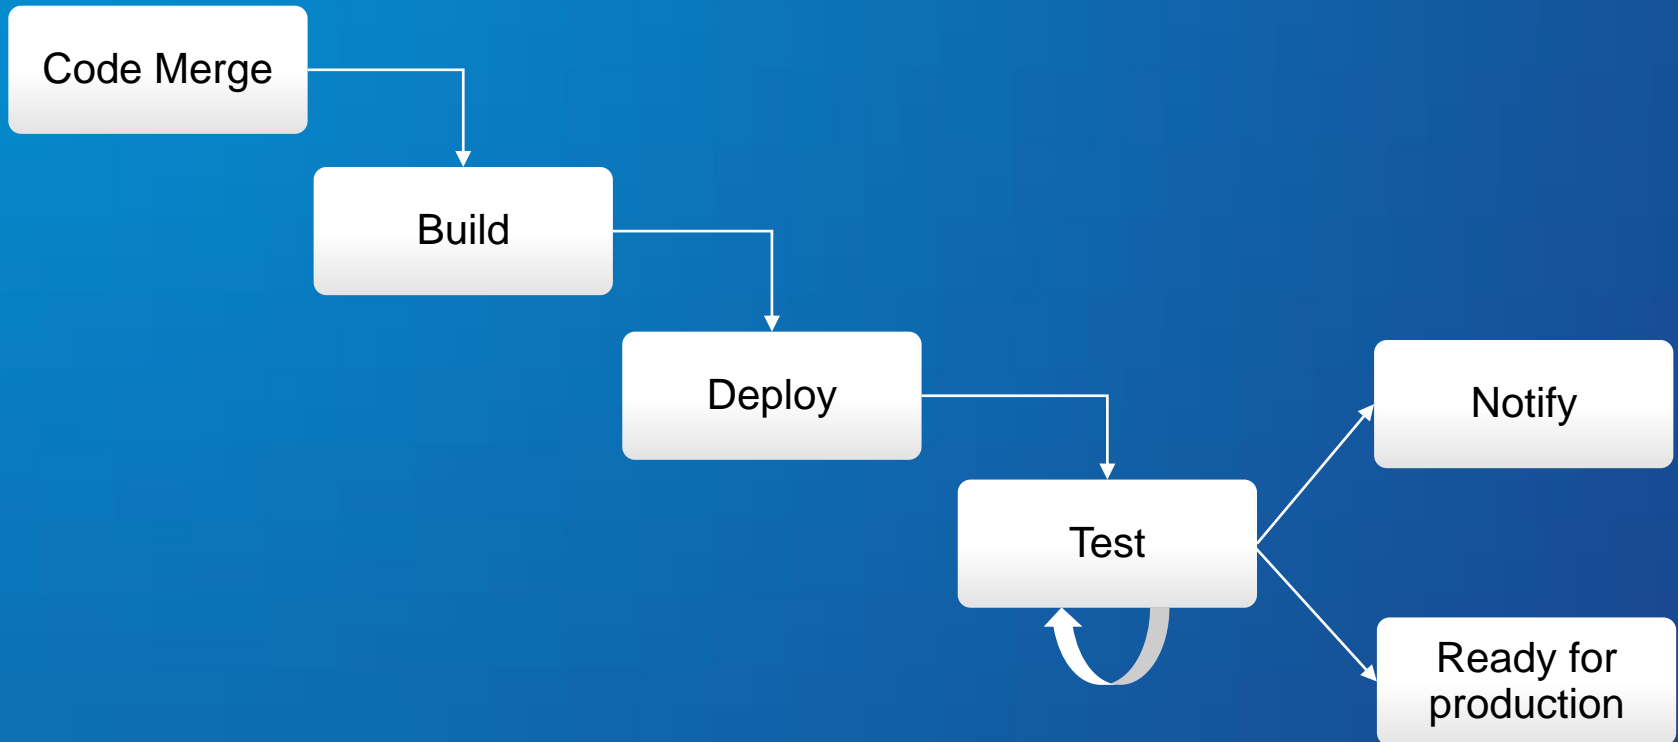 Code Merge
Build
Deploy
Notify
Test
Ready for
production